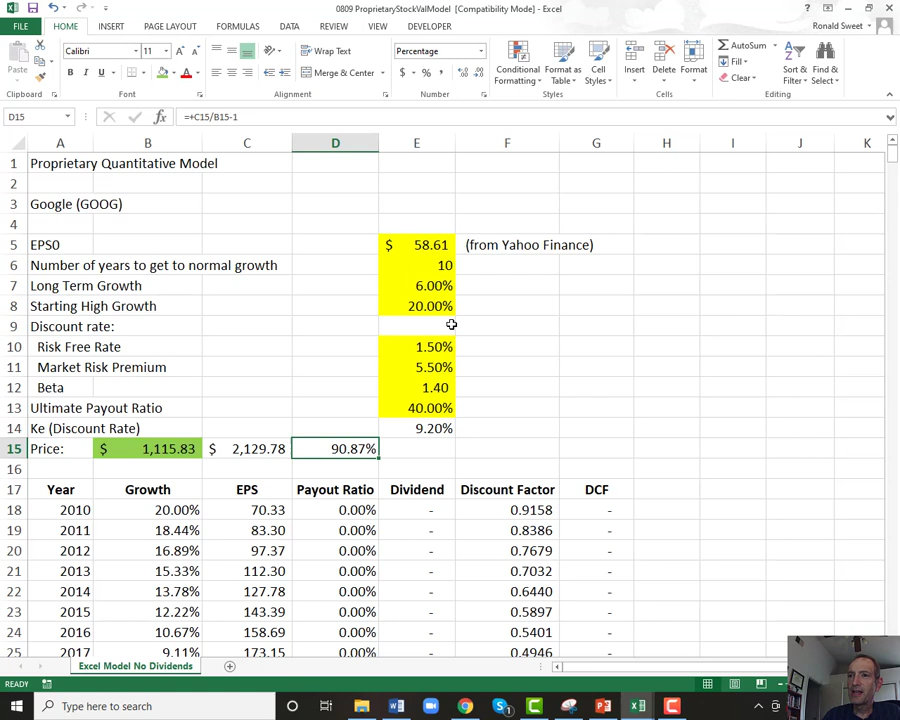 0809 ProprietaryStockValModel [Compatibility Mode] - Excel
FILE HOME INSERT PAGE LAYOUT FORMULAS DATA REVIEW VIEW DEVELOPER Ronald Sweet
Paste Calibri 11 Wrap Text Percentage AutoSum
B I U Merge & Center $ % Fill
Conditional Formatting Format as Table Cell Styles Insert Delete Format Clear Sort & Filter Find & Select
Clipboard Font Alignment Number Styles Cells Editing
D15 fx =+C15/B15-1
A B C D E F G H I J K
1 Proprietary Quantitative Model
2
3 Google (GOOG)
4
5 EPS0 $ 58.61 (from Yahoo Finance)
6 Number of years to get to normal growth 10
7 Long Term Growth 6.00%
8 Starting High Growth 20.00%
9 Discount rate:
10 Risk Free Rate 1.50%
11 Market Risk Premium 5.50%
12 Beta 1.40
13 Ultimate Payout Ratio 40.00%
14 Ke (Discount Rate) 9.20%
15 Price: $ 1,115.83 $ 2,129.78 90.87%
16
17 Year Growth EPS Payout Ratio Dividend Discount Factor DCF
18 2010 20.00% 70.33 0.00% - 0.9158 -
19 2011 18.44% 83.30 0.00% - 0.8386 -
20 2012 16.89% 97.37 0.00% - 0.7679 -
21 2013 15.33% 112.30 0.00% - 0.7032 -
22 2014 13.78% 127.78 0.00% - 0.6440 -
23 2015 12.22% 143.39 0.00% - 0.5897 -
24 2016 10.67% 158.69 0.00% - 0.5401 -
25 2017 9.11% 173.15 0.00% - 0.4946 -
Excel Model No Dividends
READY
Type here to search